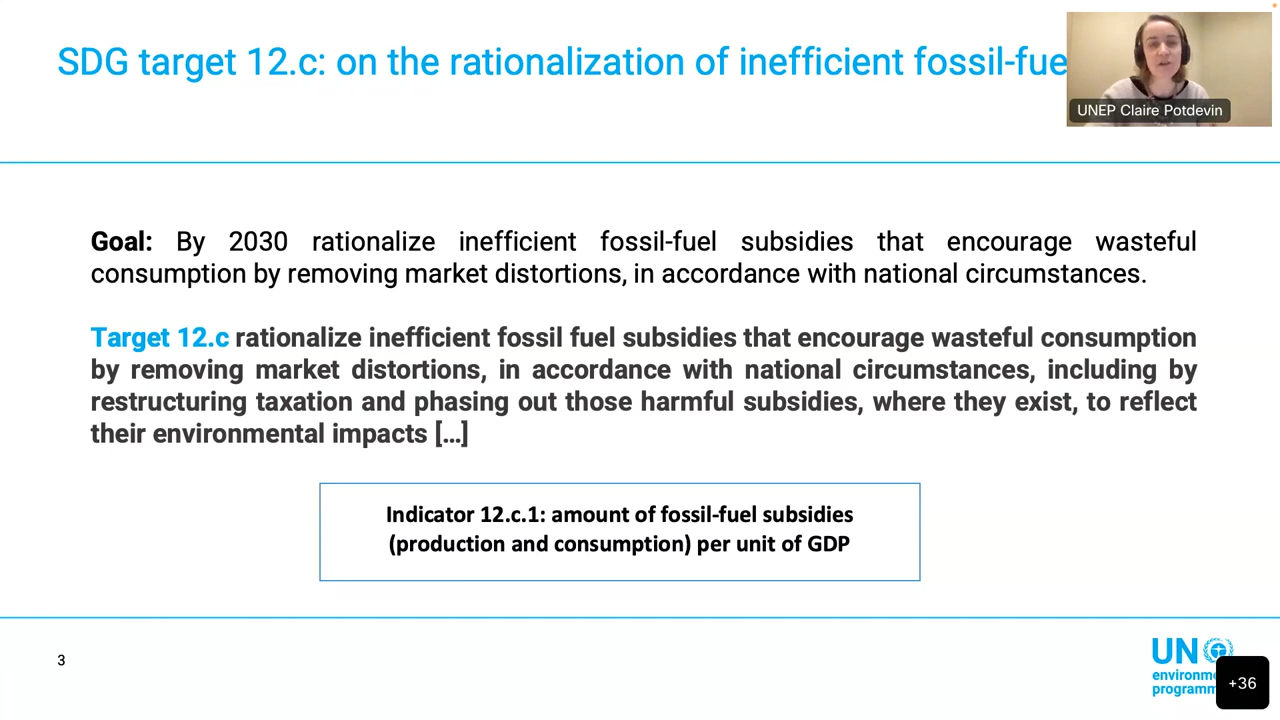 SDG target 12.c: on the rationalization of inefficient fossil-fue
UNEP Claire Potdevin
Goal: By 2030 rationalize inefficient fossil-fuel subsidies that encourage wasteful
consumption by removing market distortions, in accordance with national circumstances.
Target 12.c rationalize inefficient fossil fuel subsidies that encourage wasteful consumption
by removing market distortions, in accordance with national circumstances, including by
restructuring taxation and phasing out those harmful subsidies, where they exist, to reflect
their environmental impacts [...]
Indicator 12.c.1: amount of fossil-fuel subsidies
(production and consumption) per unit of GDP
3
UN
environm
programm
+36